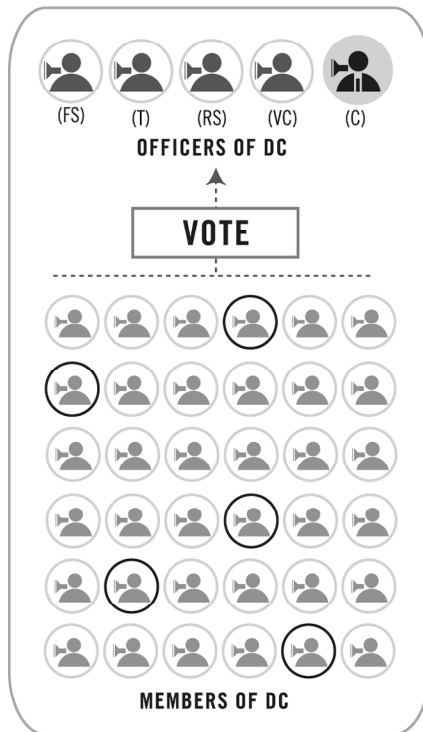 (FS) (T) (RS) (VC) (C)
OFFICERS OF DC
VOTE
MEMBERS OF DC